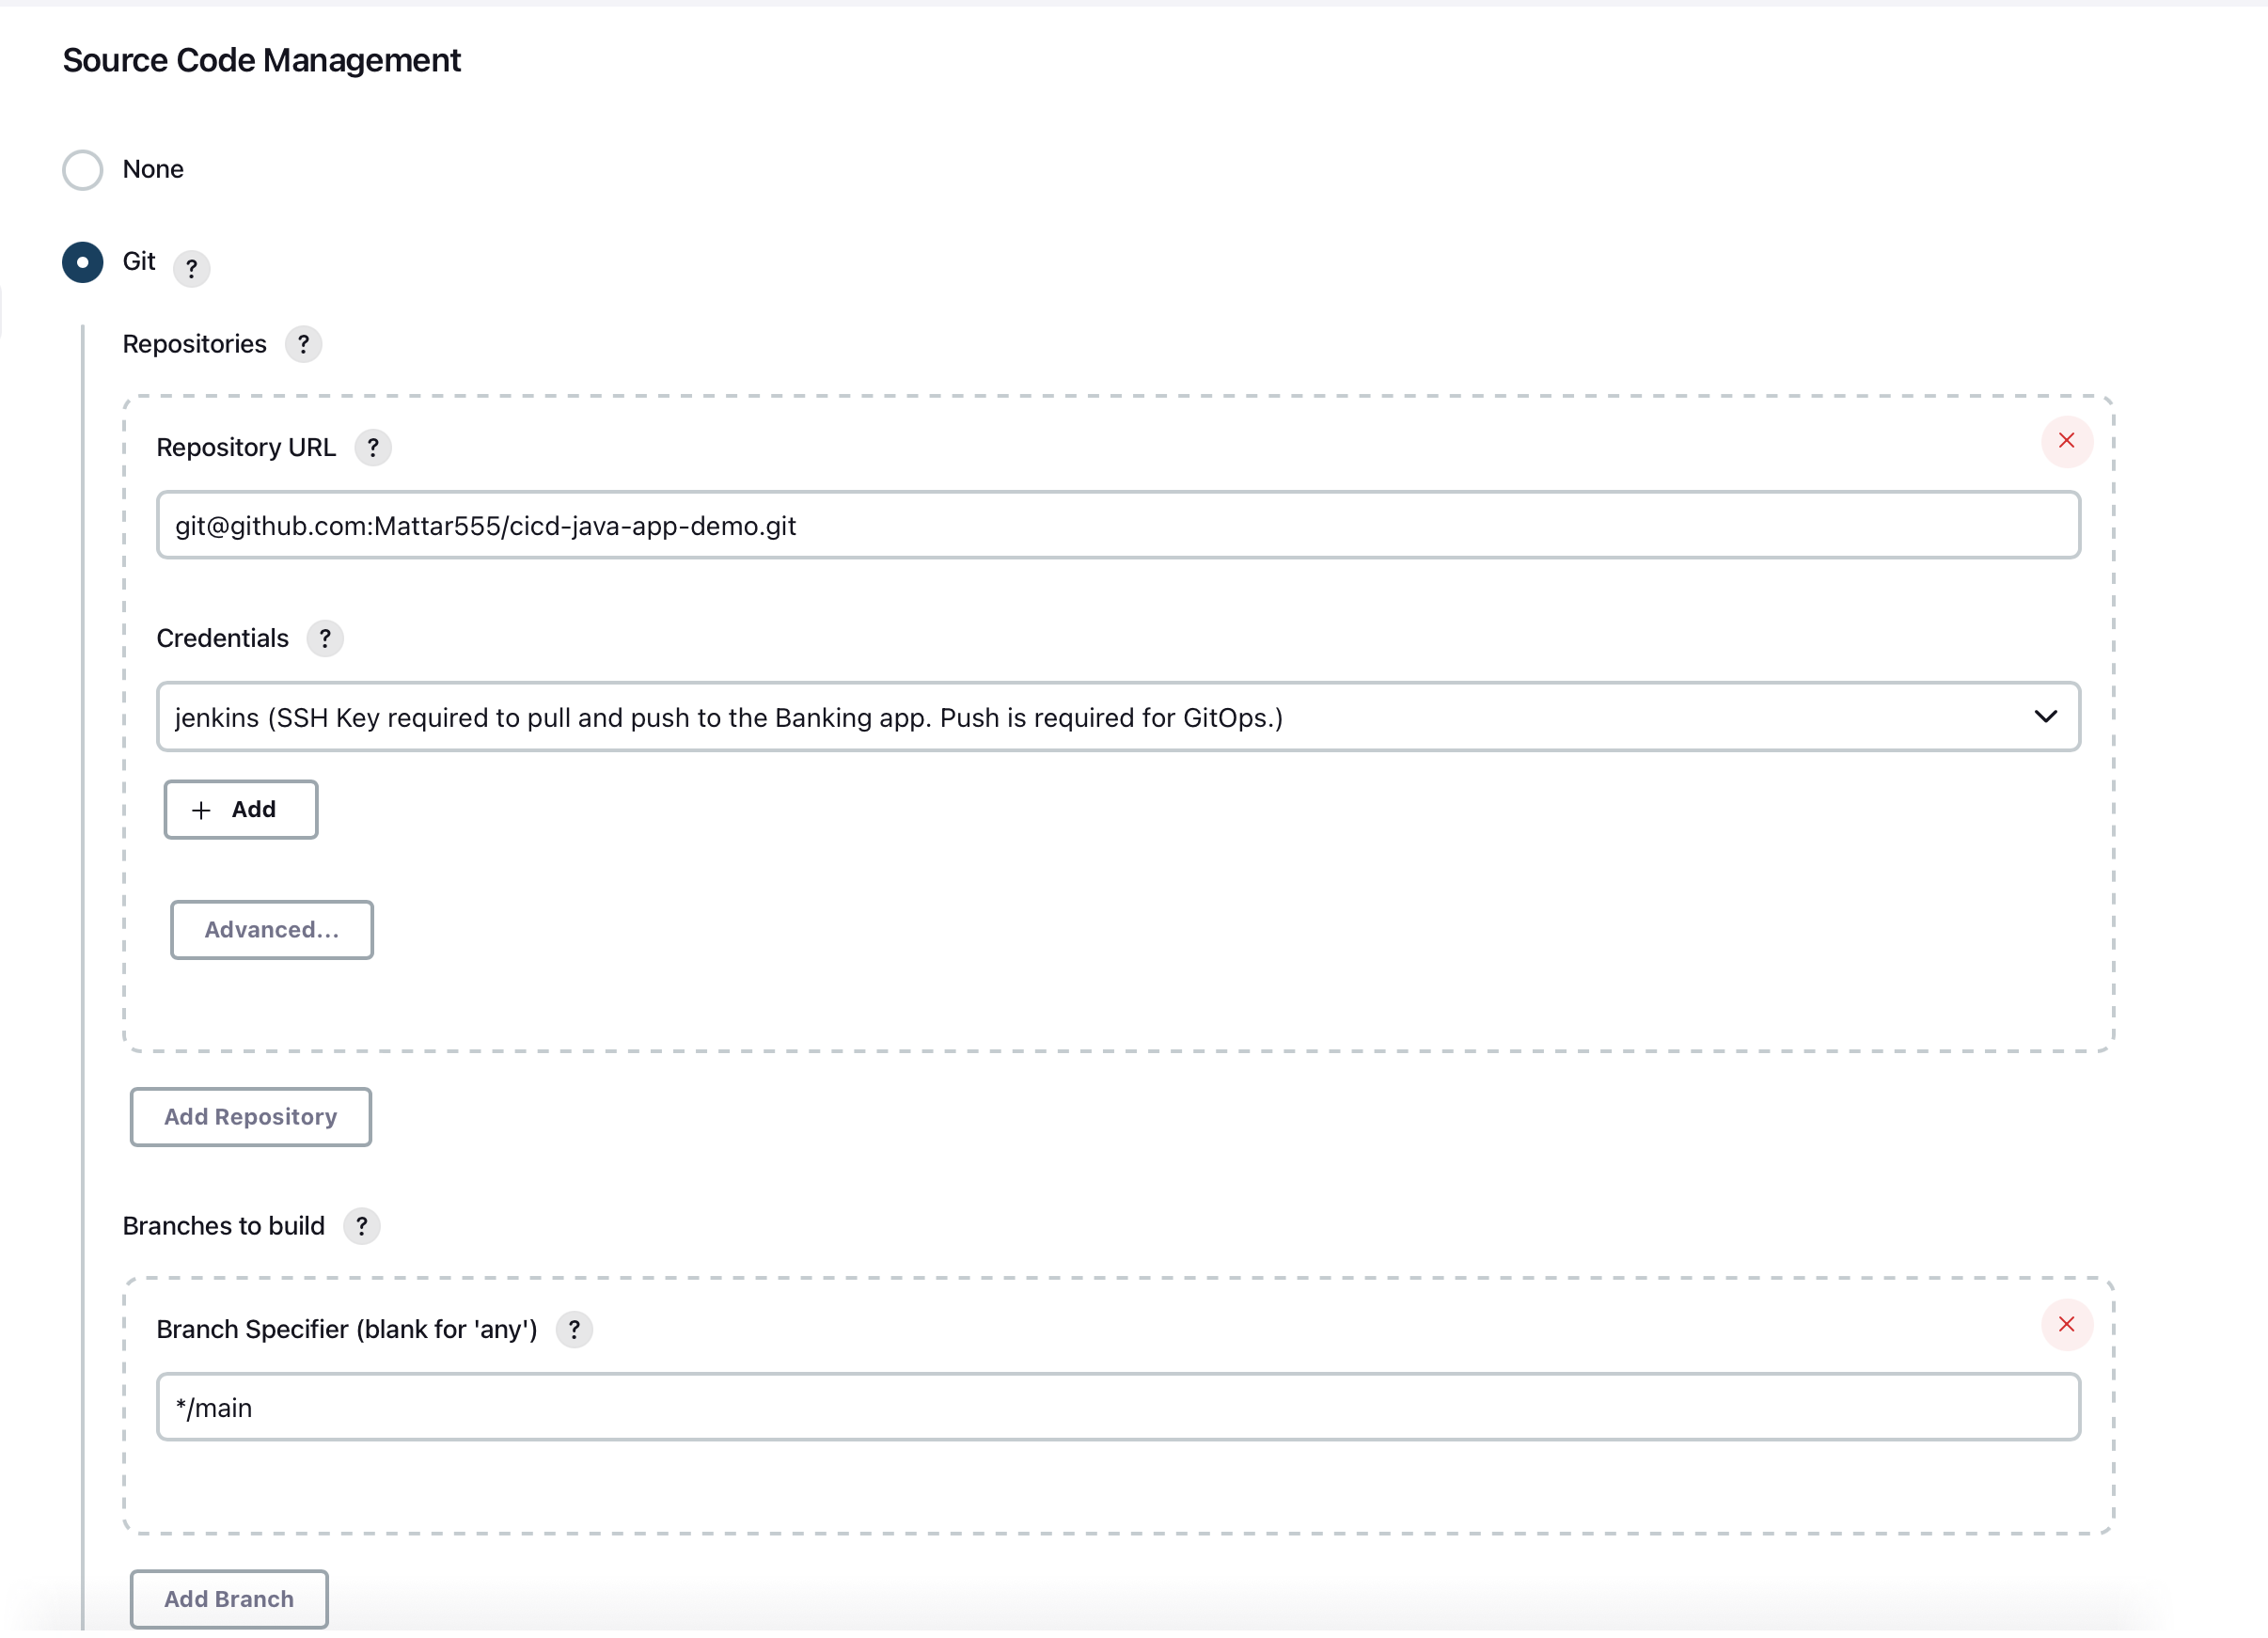 Source Code Management
None
Git ?
Repositories ?
Repository URL ?
git@github.com:Mattar555/cicd-java-app-demo.git
Credentials ?
jenkins (SSH Key required to pull and push to the Banking app. Push is required for GitOps.)
+ Add
Advanced...
Add Repository
Branches to build ?
Branch Specifier (blank for 'any') ?
*/main
Add Branch